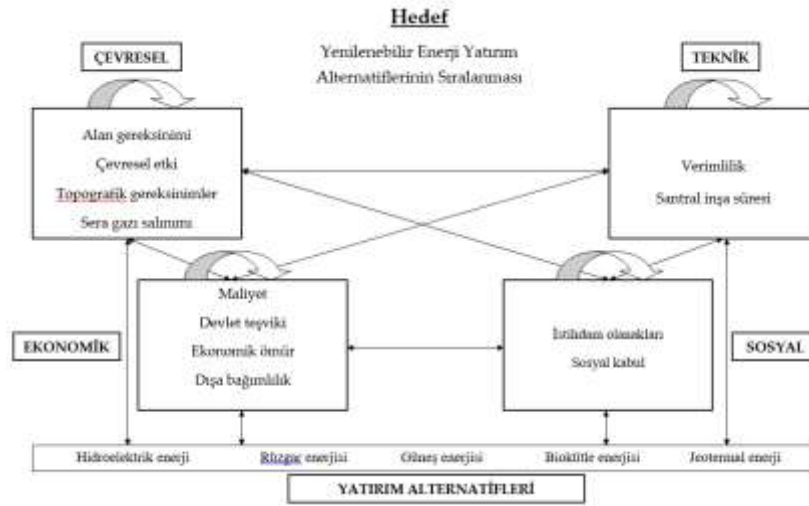 Hedef
Yenilenebilir Enerji Yatırım
Alternatiflerinin Sıralanması
ÇEVRESEL
TEKNİK
Alan gereksinimi
Çevresel etki
Topografik gereksinimler
Sera gazı salınımı
Verimlilik
Santral inşa süresi
EKONOMİK
Maliyet
Devlet teşviki
Ekonomik ömür
Dışa bağımlılık
İstihdam olanakları
Sosyal kabul
SOSYAL
Hidroelektrik enerji
Rüzgar enerjisi
Güneş enerjisi
Biokütle enerjisi
Jeotermal enerji
YATIRIM ALTERNATİFLERİ